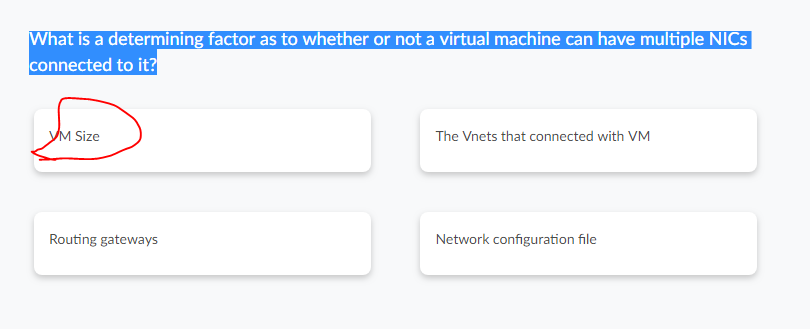 What is a determining factor as to whether or not a virtual machine can have multiple NICs
connected to it?
VM Size
The Vnets that connected with VM
Routing gateways
Network configuration file